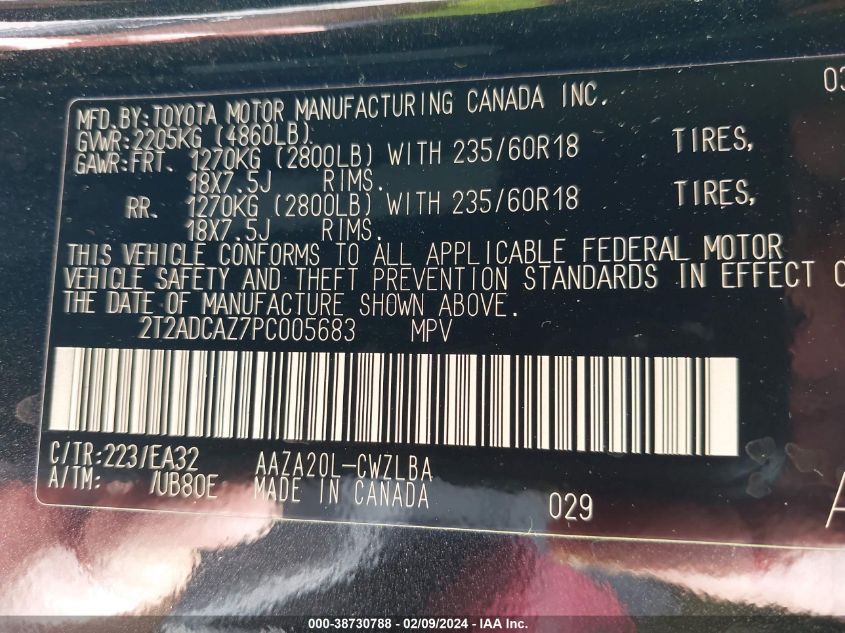 03
MFD.BY:TOYOTA MOTOR MANUFACTURING CANADA INC.
GVWR:2205KG (4860LB).
GAWR:FRT. 1270KG (2800LB) WITH 235/60R18 TIRES,
18X7.5J RIMS.
RR. 1270KG (2800LB) WITH 235/60R18 TIRES,
18X7.5J RIMS.
THIS VEHICLE CONFORMS TO ALL APPLICABLE FEDERAL MOTOR
VEHICLE SAFETY AND THEFT PREVENTION STANDARDS IN EFFECT
THE DATE OF MANUFACTURE SHOWN ABOVE.
2T2ADCAZ7PC005683 MPV
C/TR:223/EA32 AAZA20L-CWZLBA
A/TM: /UB80E MADE IN CANADA 029
000-38730788 - 02/09/2024 - IAA Inc.